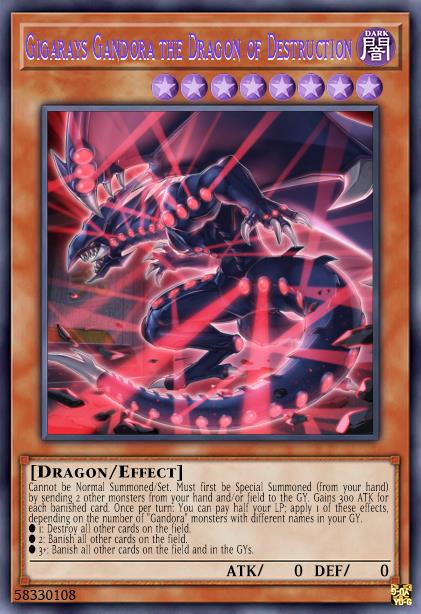 Gigarays Gandora the Dragon of Destruction
DARK
闇
[Dragon/Effect]
Cannot be Normal Summoned/Set. Must first be Special Summoned (from your hand)
by sending 2 other monsters from your hand and/or field to the GY. Gains 300 ATK for
each banished card. Once per turn: You can pay half your LP; apply 1 of these effects,
depending on the number of "Gandora" monsters with different names in your GY.
● 1: Destroy all other cards on the field.
● 2: Banish all other cards on the field.
● 3+: Banish all other cards on the field and in the GYs.
ATK/ 0 DEF/ 0
58330108